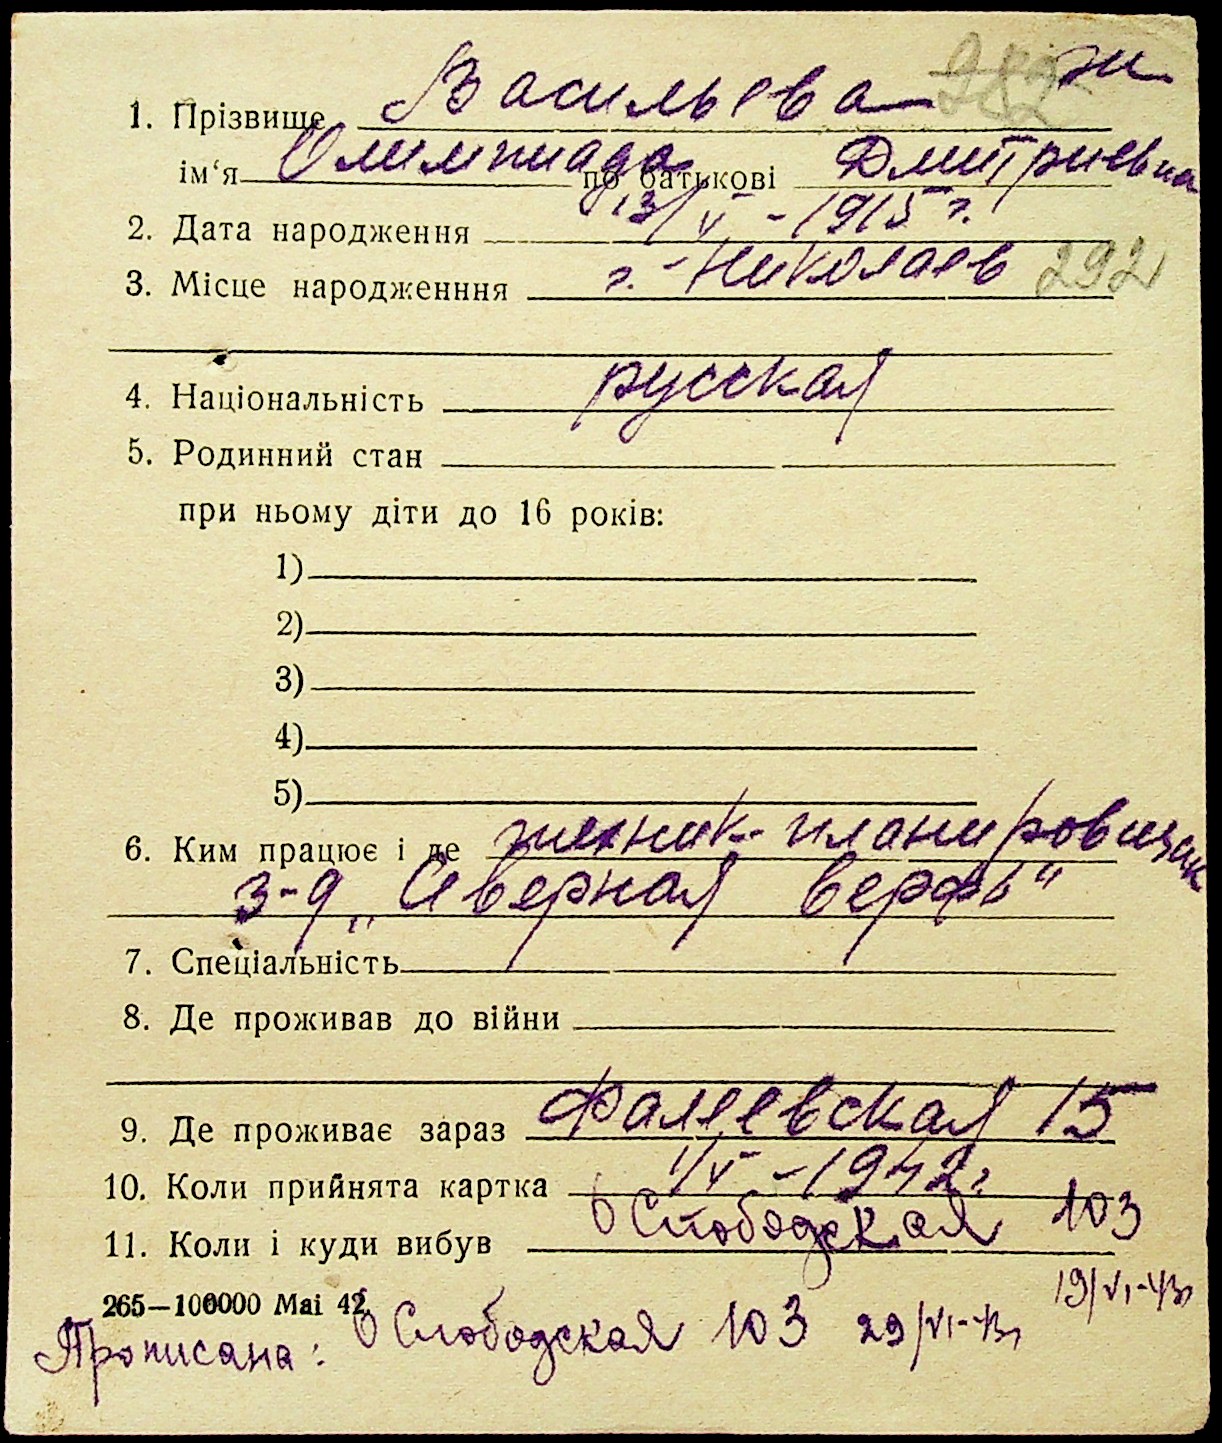 1. Прізвище Васильева
ім‘я Олимпиада по батькові Дмитриевна
2. Дата народження 13/V - 1915 г.
3. Місце народженння г. Николаев 292
4. Національність русская
5. Родинний стан
при ньому діти до 16 років:
1)
2)
3)
4)
5)
6. Ким працює і де техник-планировщик
з-д „Северная верфь“
7. Спеціальність
8. Де проживав до війни
9. Де проживає зараз Фалеевская 15
10. Коли прийнята картка 1/V - 1942 г.
11. Коли і куди вибув 6 Слободская 103
19/VI-43
265—100000 Mai 42.
Прописана: 6 Слободская 103 29/VI-43